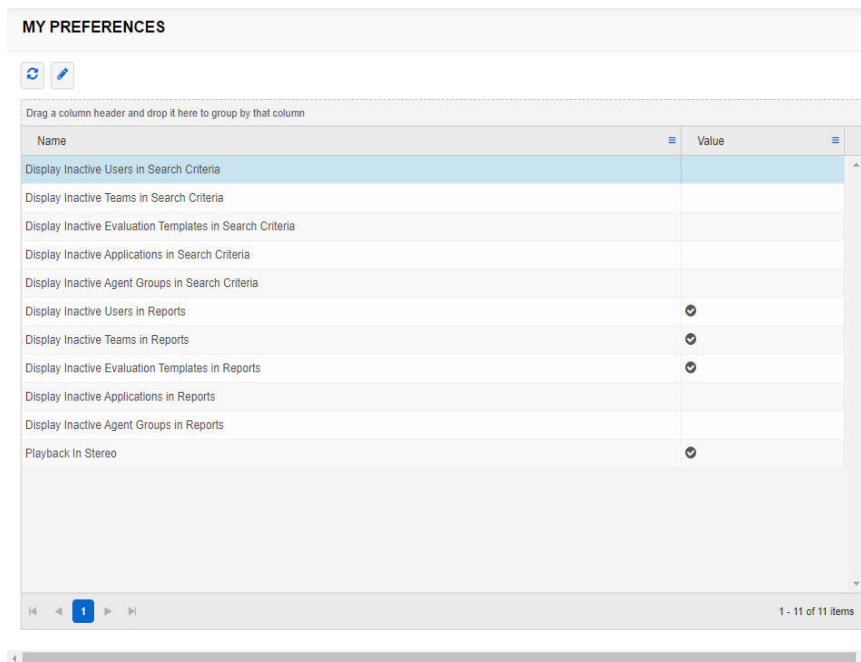 MY PREFERENCES
Drag a column header and drop it here to group by that column
Name Value
Display Inactive Users in Search Criteria
Display Inactive Teams in Search Criteria
Display Inactive Evaluation Templates in Search Criteria
Display Inactive Applications in Search Criteria
Display Inactive Agent Groups in Search Criteria
Display Inactive Users in Reports
Display Inactive Teams in Reports
Display Inactive Evaluation Templates in Reports
Display Inactive Applications in Reports
Display Inactive Agent Groups in Reports
Playback In Stereo
1 1 - 11 of 11 items